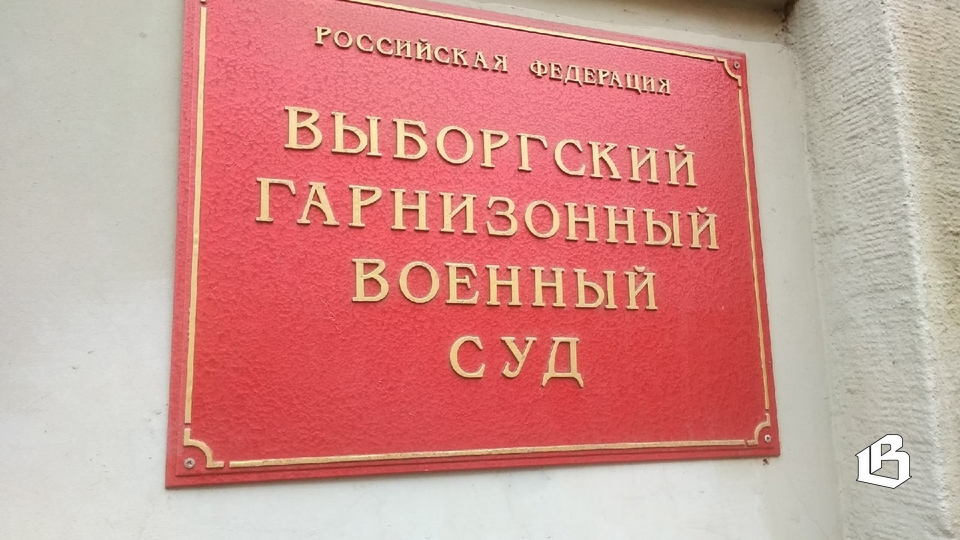 РОССИЙСКАЯ ФЕДЕРАЦИЯ
ВЫБОРГСКИЙ
ГАРНИЗОННЫЙ
ВОЕННЫЙ
СУД
В